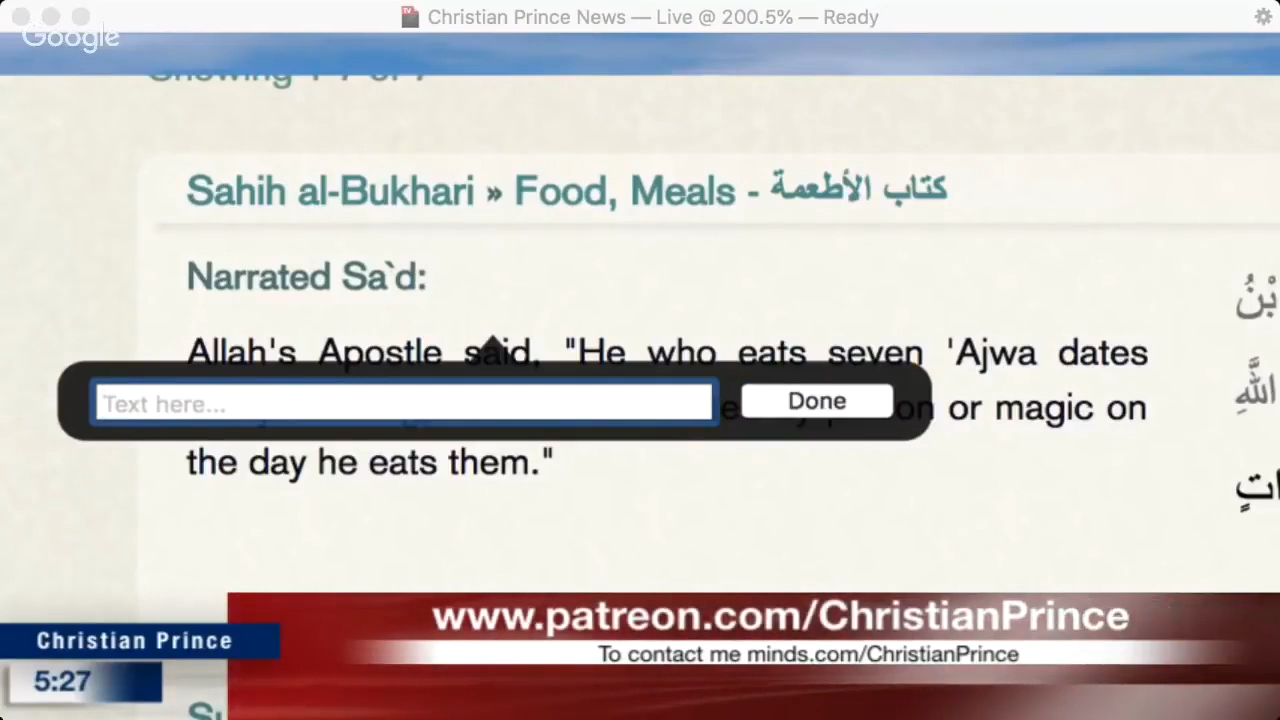 Christian Prince News — Live @ 200.5% — Ready
Google
Sahih al-Bukhari » Food, Meals - كتاب الأطعمة
Narrated Sa`d:
بْنُ
Allah's Apostle said, "He who eats seven 'Ajwa dates
اللَّهِ
Text here...
Done
or magic on
the day he eats them."
www.patreon.com/ChristianPrince
Christian Prince
To contact me minds.com/ChristianPrince
5:27